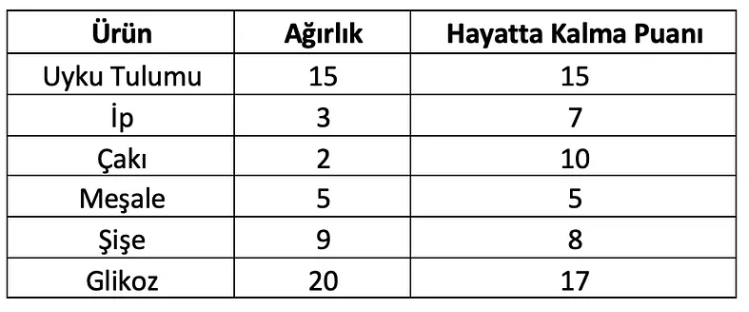 Ürün Ağırlık Hayatta Kalma Puanı
Uyku Tulumu 15 15
İp 3 7
Çakı 2 10
Meşale 5 5
Şişe 9 8
Glikoz 20 17